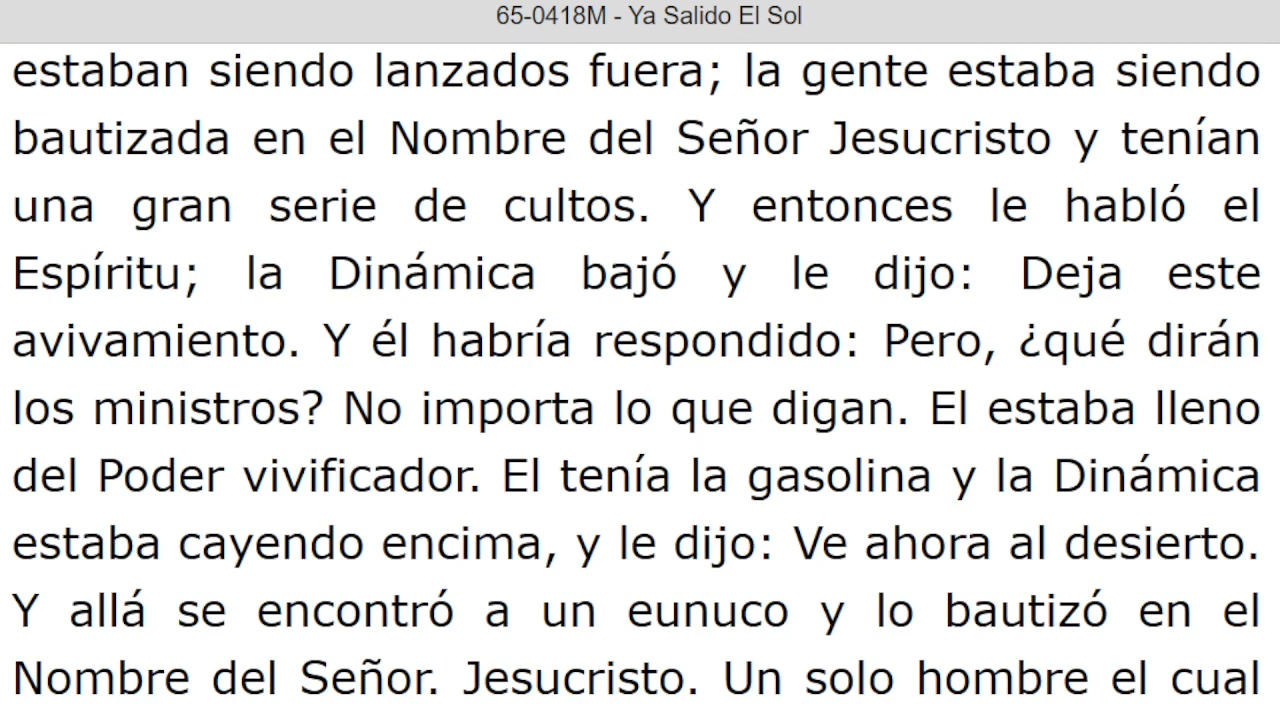 65-0418M - Ya Salido El Sol
estaban siendo lanzados fuera; la gente estaba siendo
bautizada en el Nombre del Señor Jesucristo y tenían
una gran serie de cultos. Y entonces le habló el
Espíritu; la Dinámica bajó y le dijo: Deja este
avivamiento. Y él habría respondido: Pero, ¿qué dirán
los ministros? No importa lo que digan. El estaba lleno
del Poder vivificador. El tenía la gasolina y la Dinámica
estaba cayendo encima, y le dijo: Ve ahora al desierto.
Y allá se encontró a un eunuco y lo bautizó en el
Nombre del Señor. Jesucristo. Un solo hombre el cual